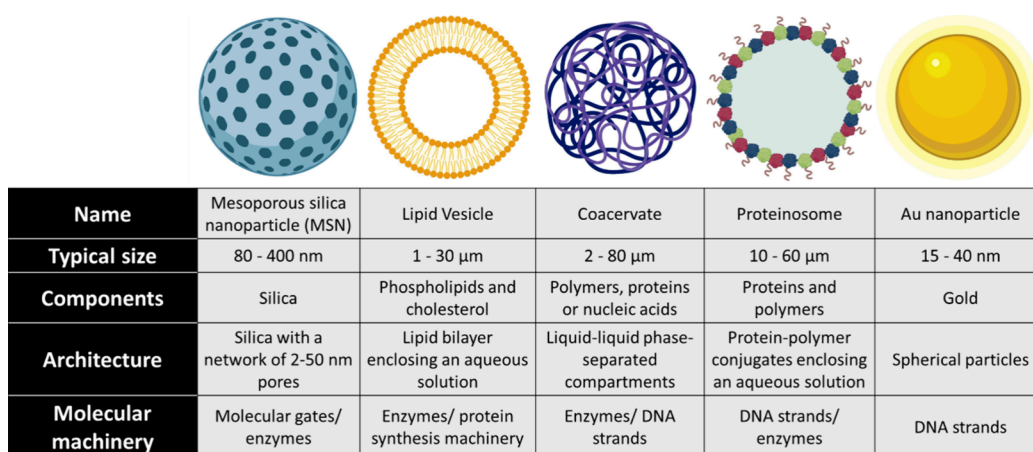 Name
Mesoporous silica
nanoparticle (MSN)
Lipid Vesicle
Coacervate
Proteinosome
Au nanoparticle
Typical size
80 - 400 nm
1 - 30 μm
2 - 80 μm
10 - 60 μm
15 - 40 nm
Components
Silica
Phospholipids and
cholesterol
Polymers, proteins
or nucleic acids
Proteins and
polymers
Gold
Architecture
Silica with a
network of 2-50 nm
pores
Lipid bilayer
enclosing an aqueous
solution
Liquid-liquid phase-
separated
compartments
Protein-polymer
conjugates enclosing
an aqueous solution
Spherical particles
Molecular
machinery
Molecular gates/
enzymes
Enzymes/ protein
synthesis machinery
Enzymes/ DNA
strands
DNA strands/
enzymes
DNA strands